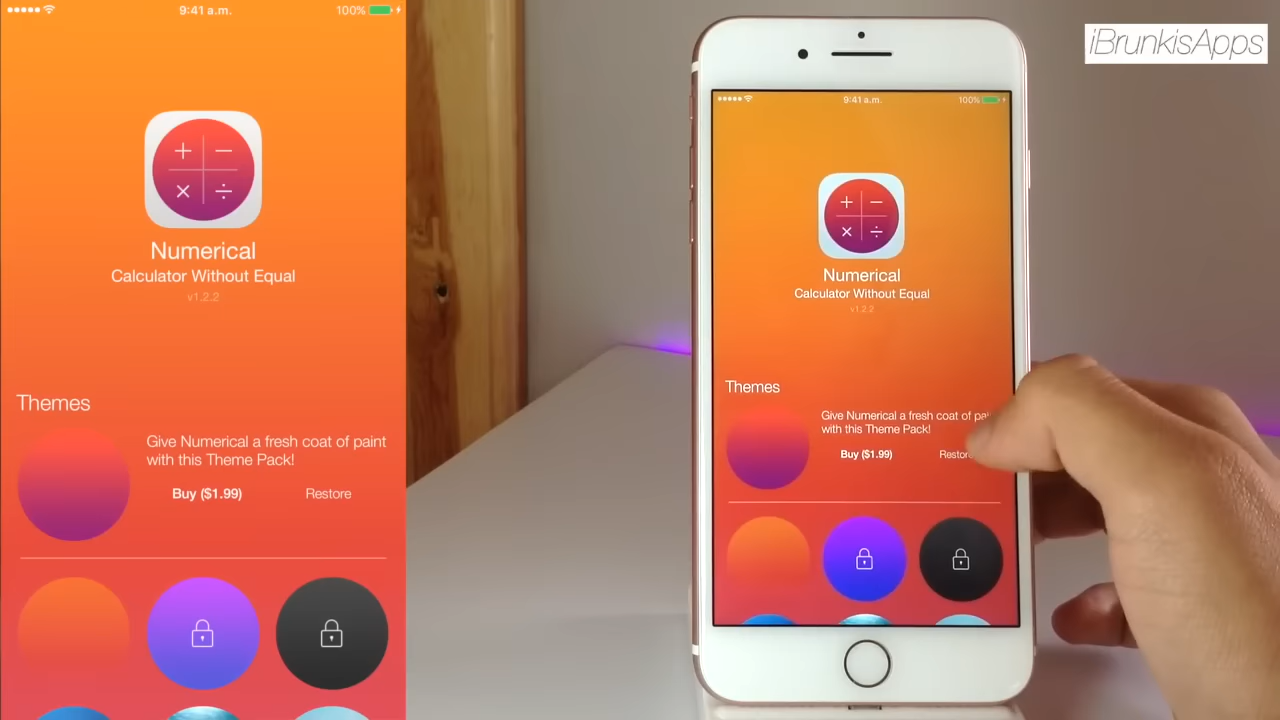 9:41 a.m.
100%
Numerical
Calculator Without Equal
v1.2.2
Themes
Give Numerical a fresh coat of paint
with this Theme Pack!
Buy ($1.99)
Restore
iBrunkisApps
9:41 a.m.
100%
Numerical
Calculator Without Equal
v1.2.2
Themes
Give Numerical a fresh coat of pai
with this Theme Pack!
Buy ($1.99)
Restore